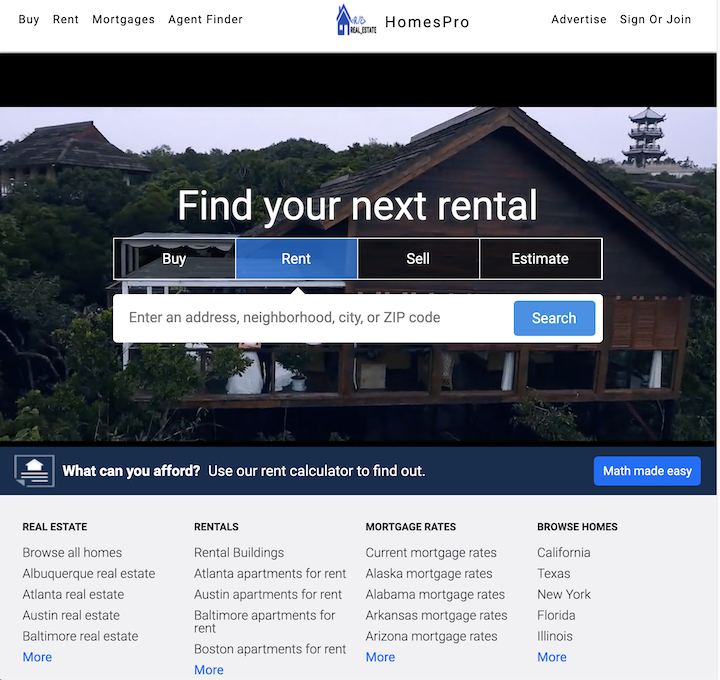 Buy Rent Mortgages Agent Finder
REAL_ESTATE
HomesPro
Advertise Sign Or Join
Find your next rental
Buy Rent Sell Estimate
Enter an address, neighborhood, city, or ZIP code
Search
What can you afford? Use our rent calculator to find out.
Math made easy
REAL ESTATE
Browse all homes
Albuquerque real estate
Atlanta real estate
Austin real estate
Baltimore real estate
More
RENTALS
Rental Buildings
Atlanta apartments for rent
Austin apartments for rent
Baltimore apartments for
rent
Boston apartments for rent
More
MORTGAGE RATES
Current mortgage rates
Alaska mortgage rates
Alabama mortgage rates
Arkansas mortgage rates
Arizona mortgage rates
More
BROWSE HOMES
California
Texas
New York
Florida
Illinois
More